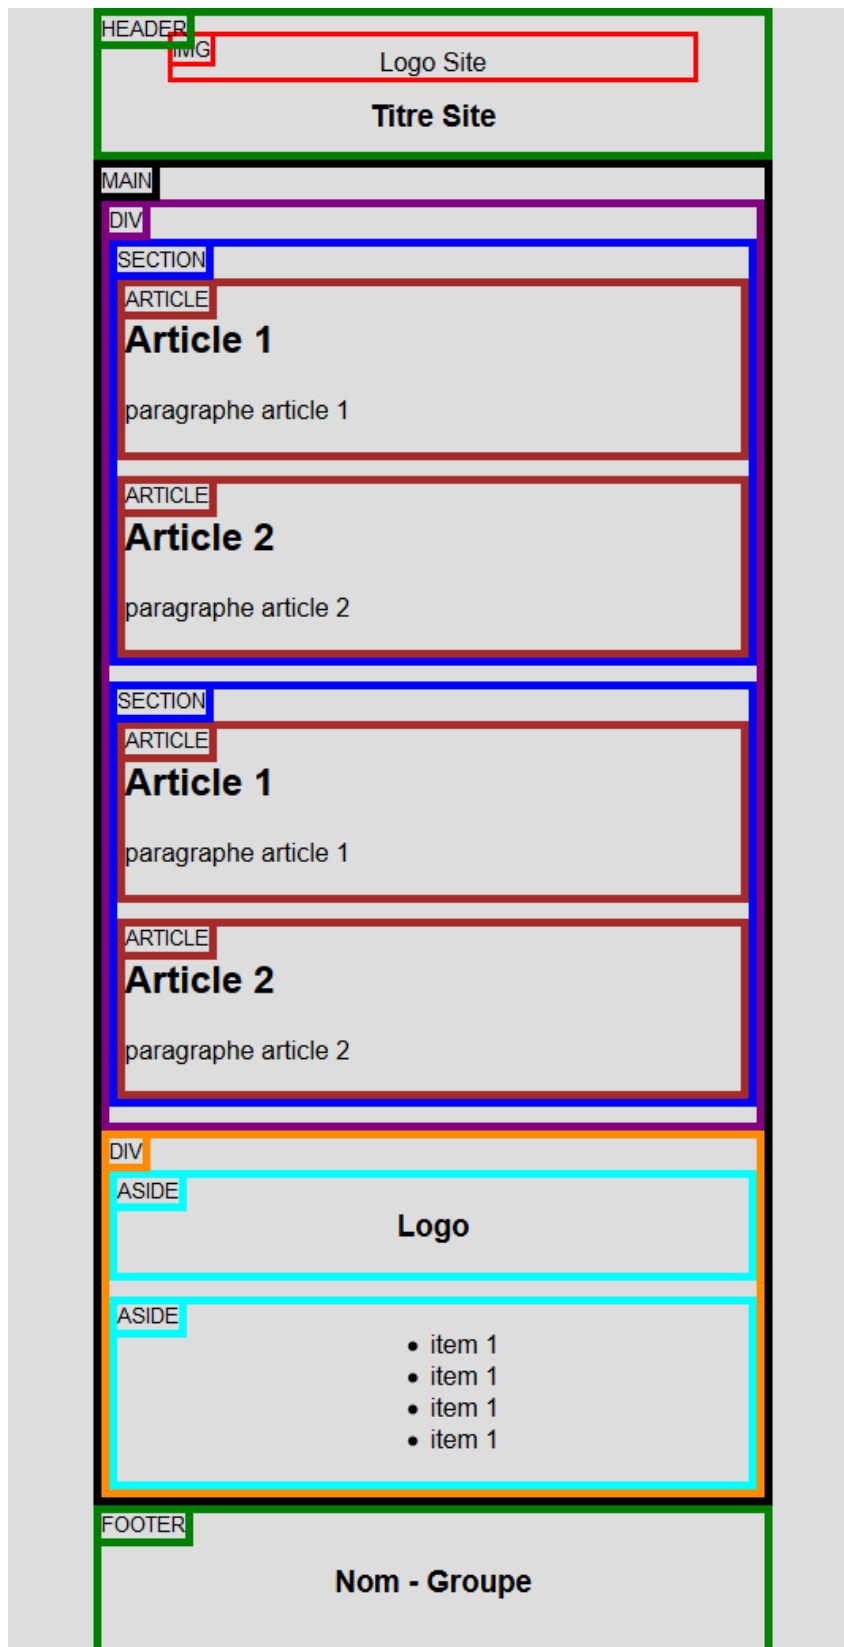 HEADER
IMG
Logo Site
Titre Site
MAIN
DIV
SECTION
ARTICLE
Article 1
paragraphe article 1
ARTICLE
Article 2
paragraphe article 2
SECTION
ARTICLE
Article 1
paragraphe article 1
ARTICLE
Article 2
paragraphe article 2
DIV
ASIDE
Logo
ASIDE
• item 1
• item 1
• item 1
• item 1
FOOTER
Nom - Groupe